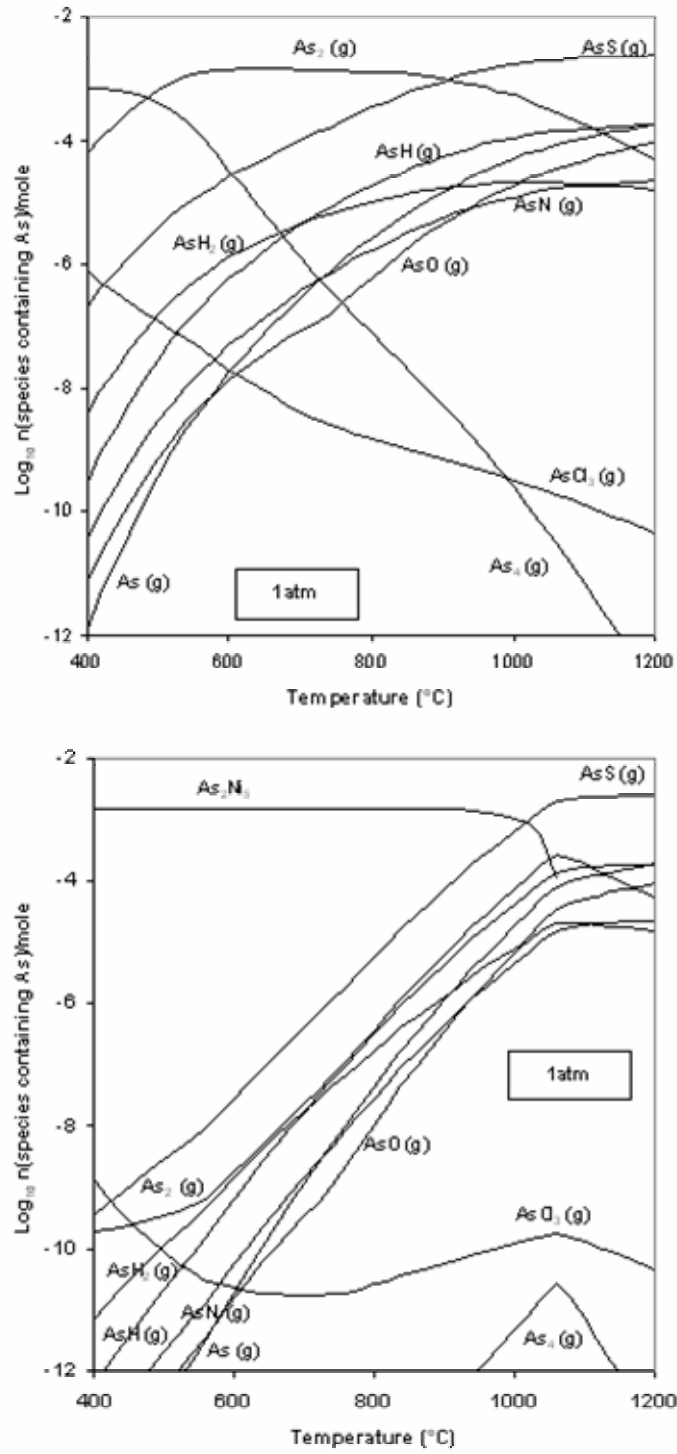 -2
As₂ (g)
AsS (g)
-4
AsH (g)
AsN (g)
AsH₂ (g)
AsO (g)
-6
-8
AsCl₃ (g)
-10
As (g)
As₄ (g)
1atm
-12
400
600
800
1000
1200
Temperature (°C)
Log₁₀ n(species containing As)/mole
-2
AsS (g)
As₂Ni₅
-4
-6
1atm
-8
AsO (g)
As₂ (g)
AsCl₃ (g)
-10
AsH₂ (g)
AsN (g)
AsH (g)
As (g)
As₄ (g)
-12
400
600
800
1000
1200
Temperature (°C)
Log₁₀ n(species containing As)/mole